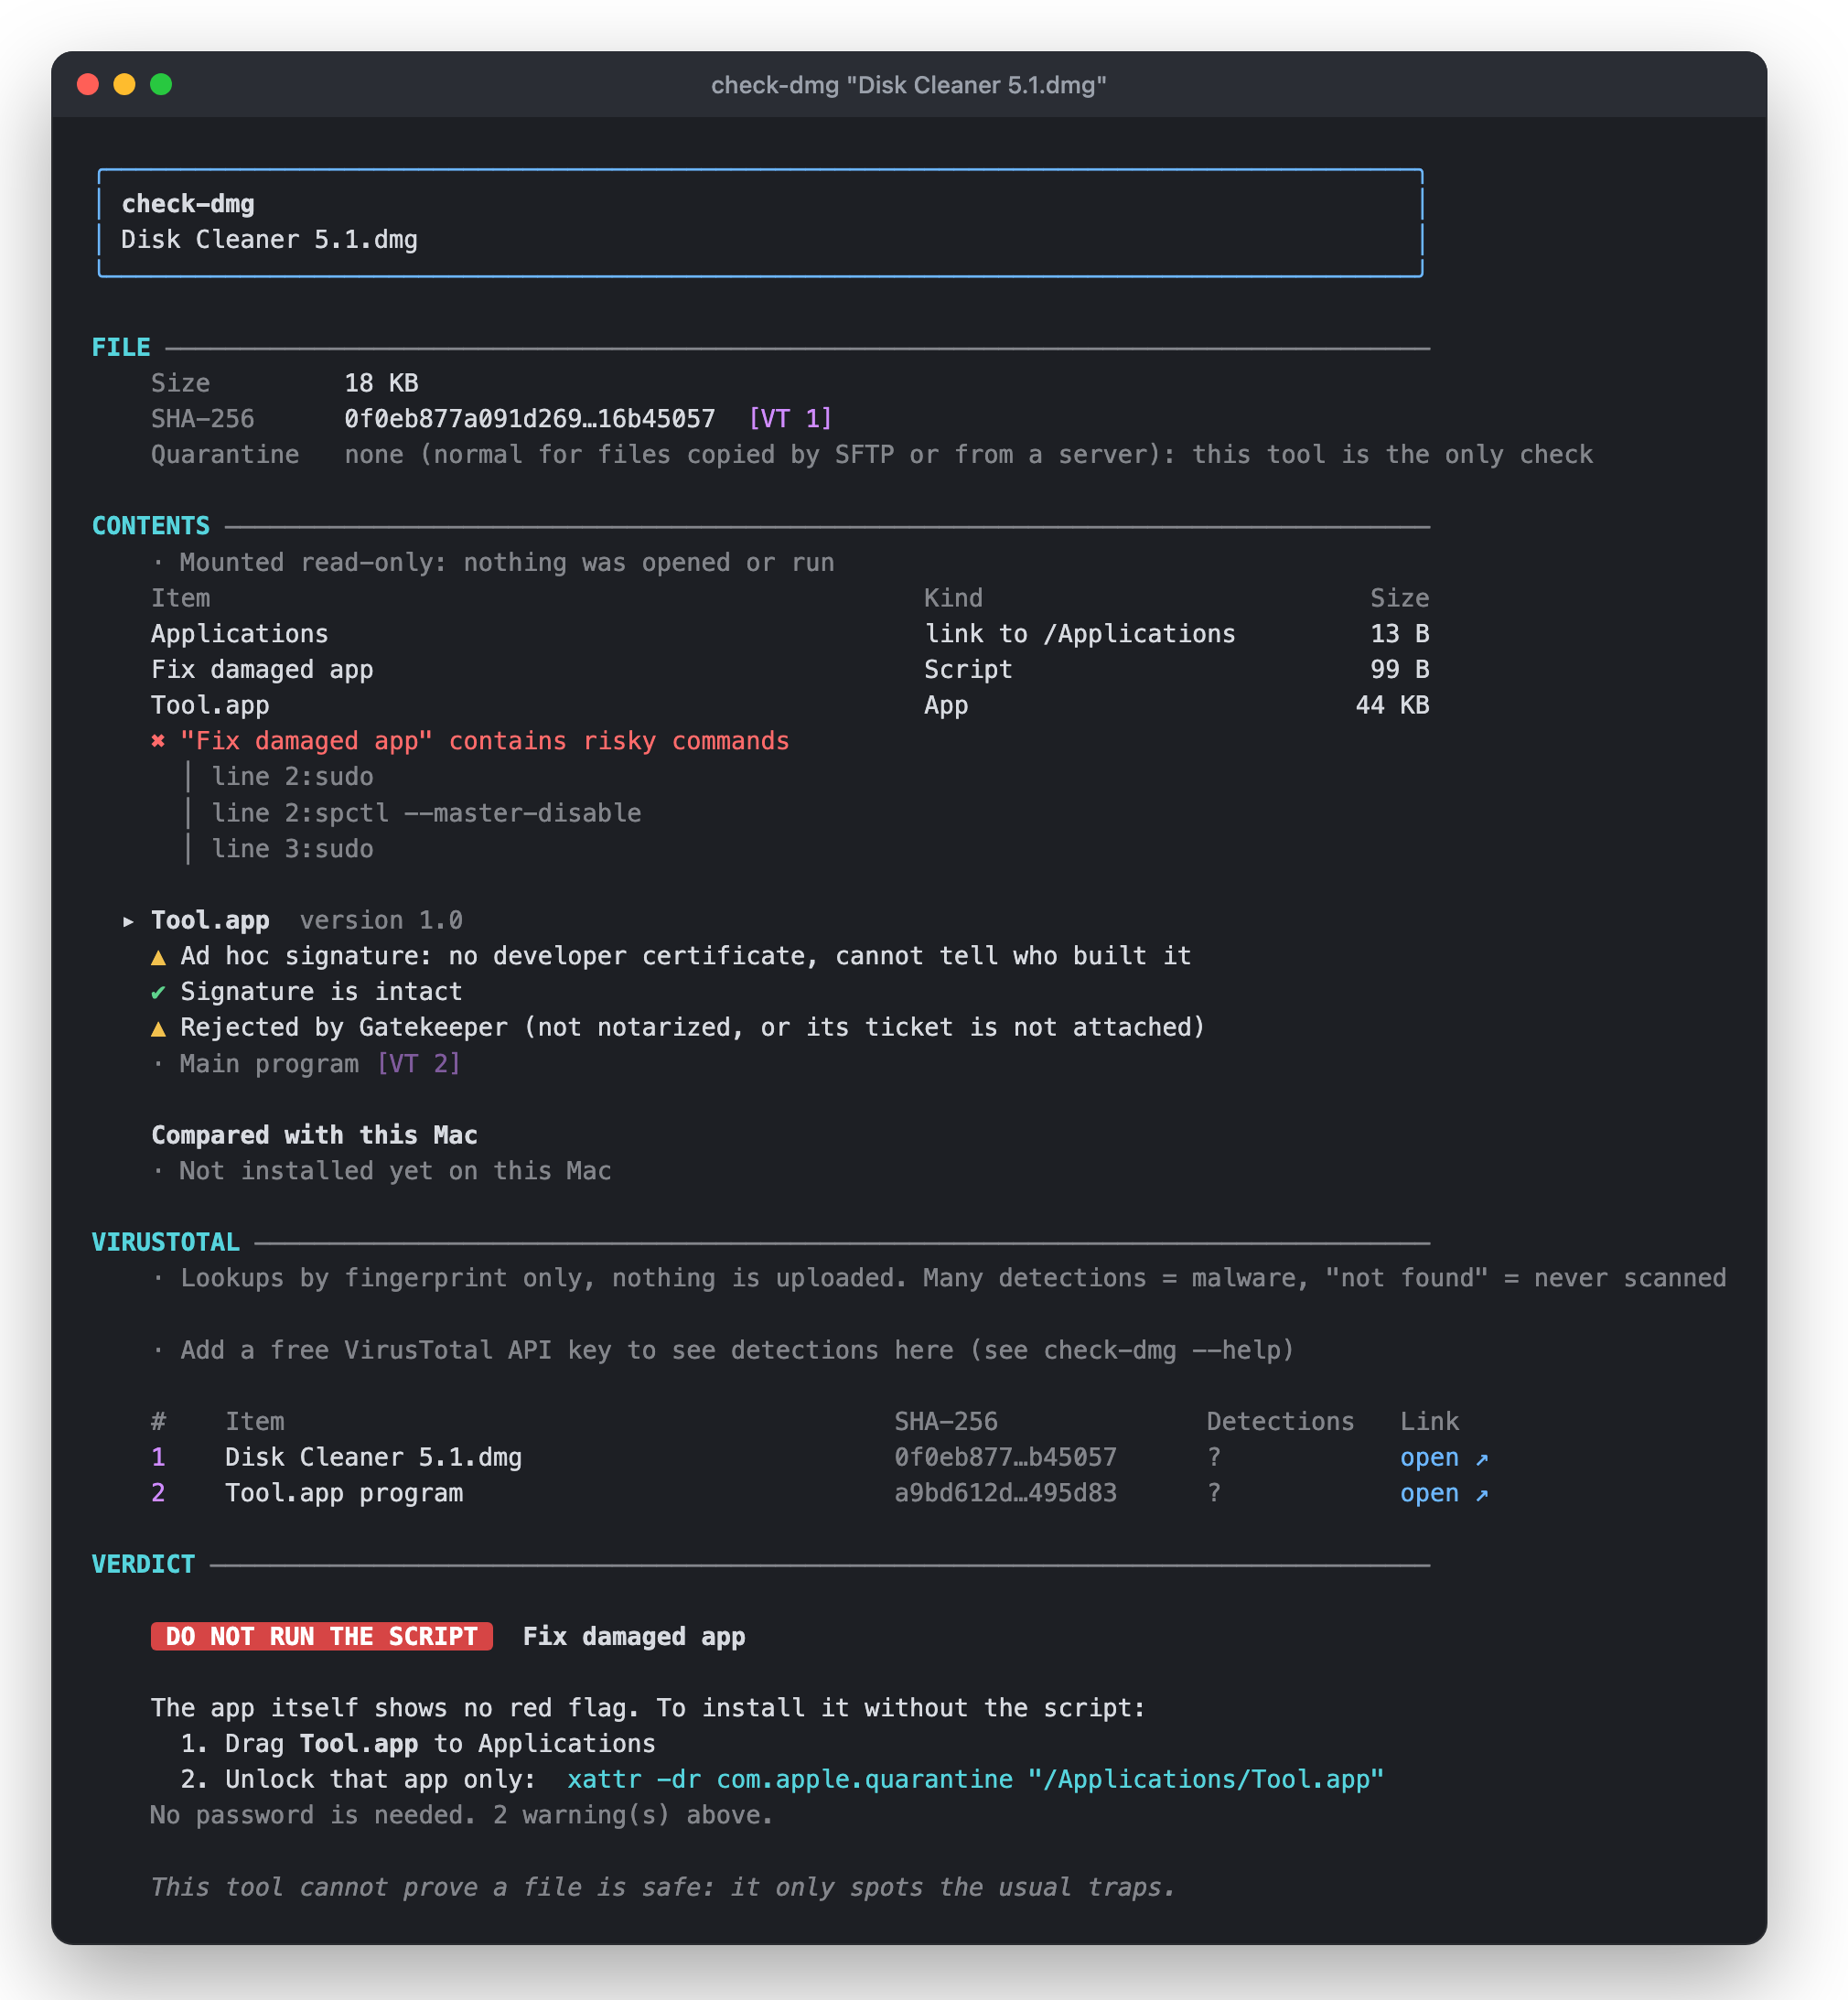 check-dmg "Disk Cleaner 5.1.dmg"
check-dmg
Disk Cleaner 5.1.dmg
FILE
Size 18 KB
SHA-256 0f0eb877a091d269…16b45057 [VT 1]
Quarantine none (normal for files copied by SFTP or from a server): this tool is the only check
CONTENTS
· Mounted read-only: nothing was opened or run
Item Kind Size
Applications link to /Applications 13 B
Fix damaged app Script 99 B
Tool.app App 44 KB
✖ "Fix damaged app" contains risky commands
│ line 2:sudo
│ line 2:spctl --master-disable
│ line 3:sudo
▸ Tool.app version 1.0
▲ Ad hoc signature: no developer certificate, cannot tell who built it
✔ Signature is intact
▲ Rejected by Gatekeeper (not notarized, or its ticket is not attached)
· Main program [VT 2]
Compared with this Mac
· Not installed yet on this Mac
VIRUSTOTAL
· Lookups by fingerprint only, nothing is uploaded. Many detections = malware, "not found" = never scanned
· Add a free VirusTotal API key to see detections here (see check-dmg --help)
# Item SHA-256 Detections Link
1 Disk Cleaner 5.1.dmg 0f0eb877…b45057 ? open ↗
2 Tool.app program a9bd612d…495d83 ? open ↗
VERDICT
DO NOT RUN THE SCRIPT Fix damaged app
The app itself shows no red flag. To install it without the script:
1. Drag Tool.app to Applications
2. Unlock that app only: xattr -dr com.apple.quarantine "/Applications/Tool.app"
No password is needed. 2 warning(s) above.
This tool cannot prove a file is safe: it only spots the usual traps.